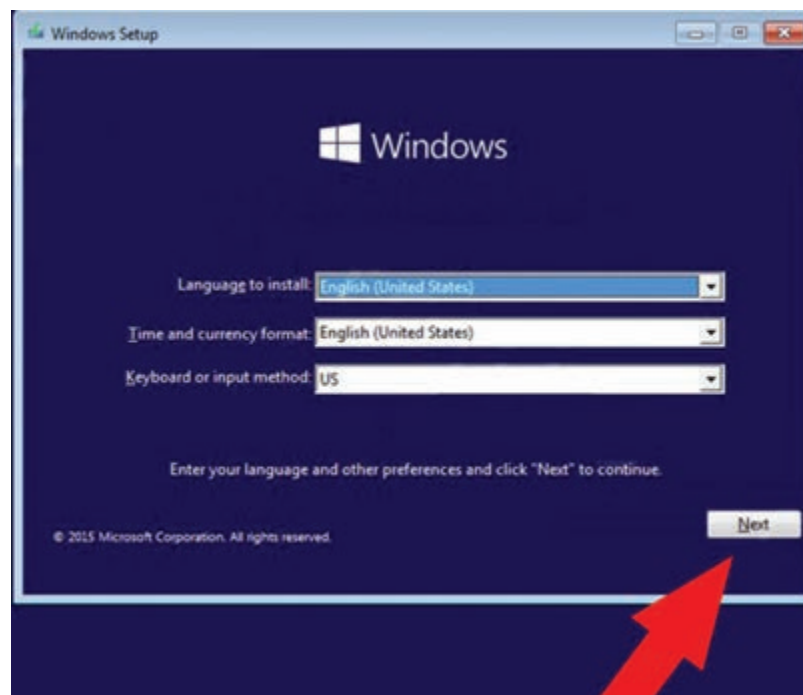 Windows Setup
Windows
Language to install: English (United States)
Time and currency format: English (United States)
Keyboard or input method: US
Enter your language and other preferences and click "Next" to continue.
Next
© 2015 Microsoft Corporation. All rights reserved.